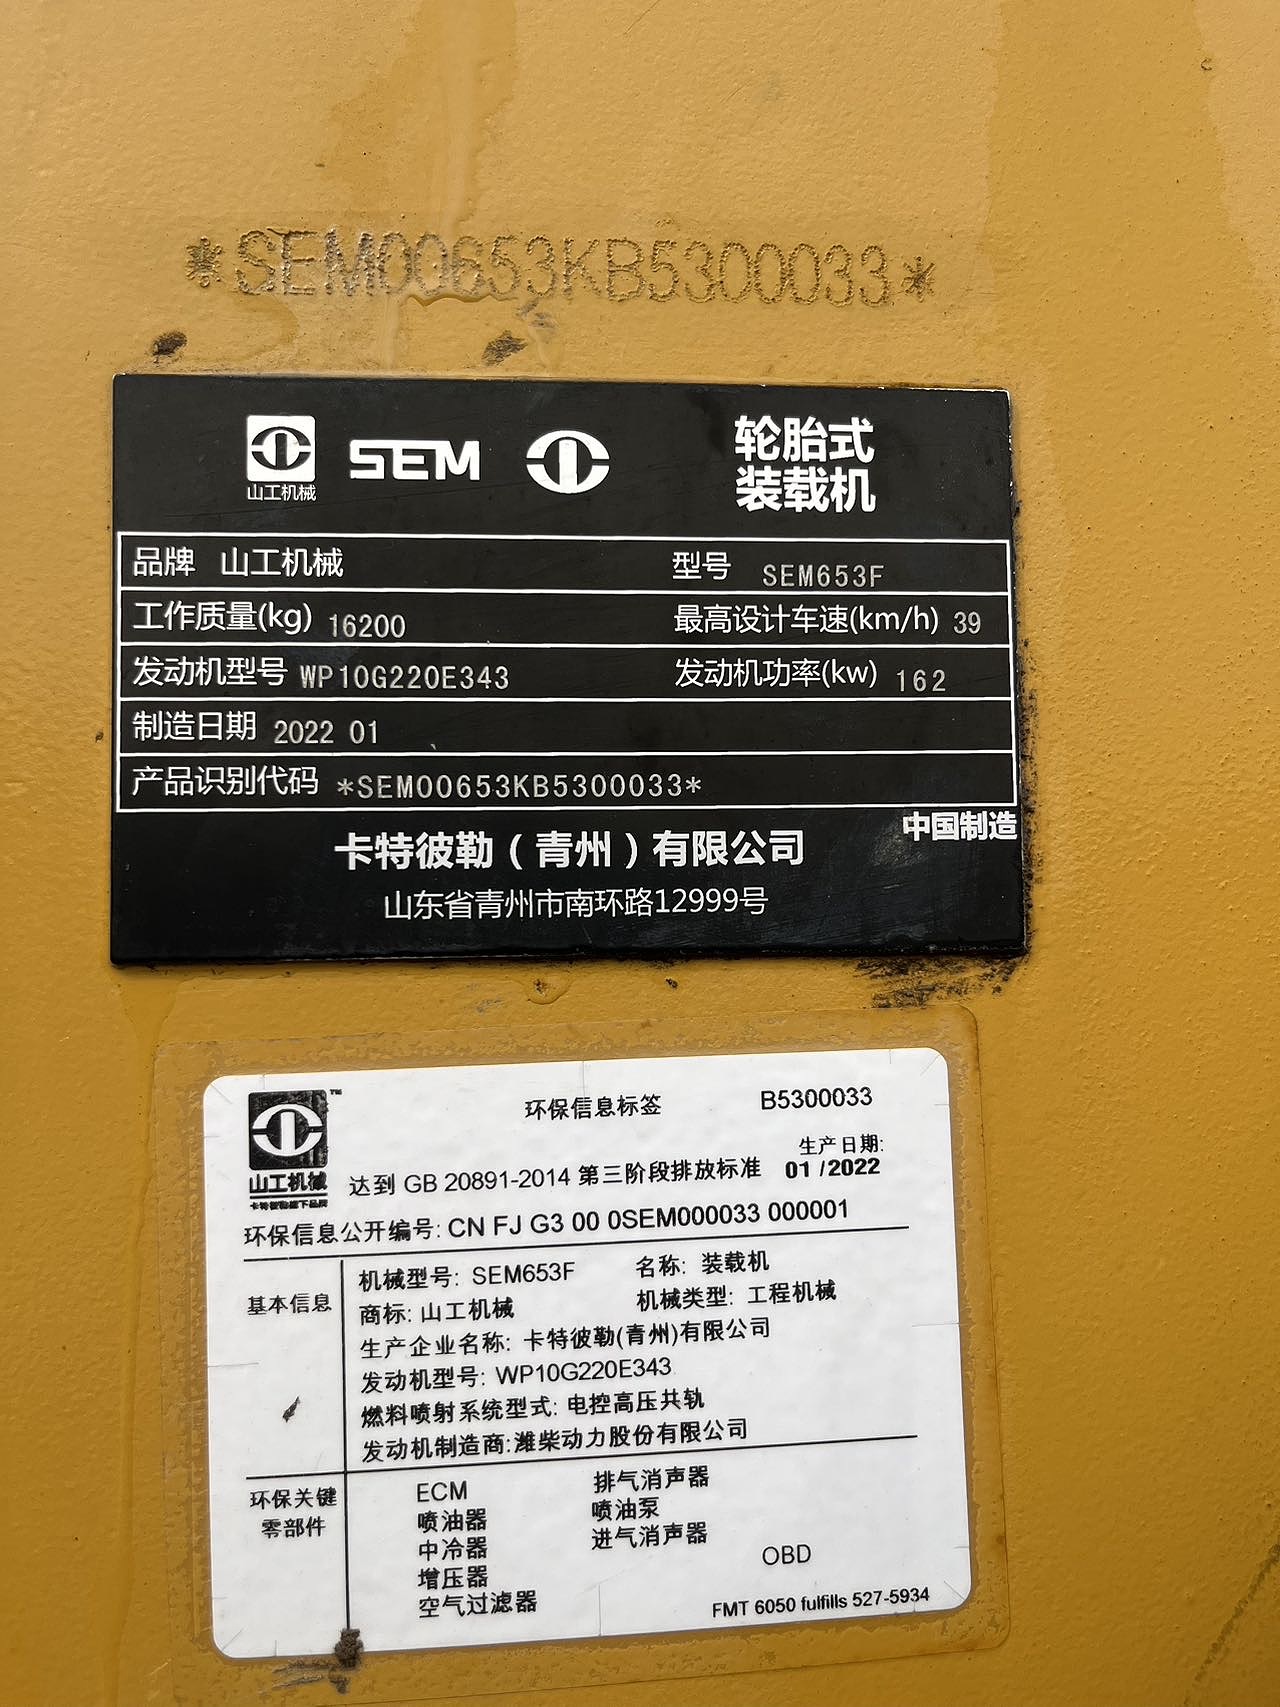 *SEM00653KB5300033*
山工机械
SEM
轮胎式
装载机
品牌 山工机械 型号 SEM653F
工作质量(kg) 16200 最高设计车速(km/h) 39
发动机型号 WP10G220E343 发动机功率(kw) 162
制造日期 2022 01
产品识别代码 *SEM00653KB5300033*
中国制造
卡特彼勒（青州）有限公司
山东省青州市南环路12999号
TM
山工机械
卡特彼勒旗下品牌
环保信息标签 B5300033
生产日期:
达到 GB 20891-2014 第三阶段排放标准 01 /2022
环保信息公开编号: CN FJ G3 00 0SEM000033 000001
基本信息
机械型号: SEM653F 名称: 装载机
商标: 山工机械 机械类型: 工程机械
生产企业名称: 卡特彼勒(青州)有限公司
发动机型号: WP10G220E343
燃料喷射系统型式: 电控高压共轨
发动机制造商:潍柴动力股份有限公司
环保关键
零部件
ECM 排气消声器
喷油器 喷油泵
中冷器 进气消声器
增压器 OBD
空气过滤器
FMT 6050 fulfills 527-5934